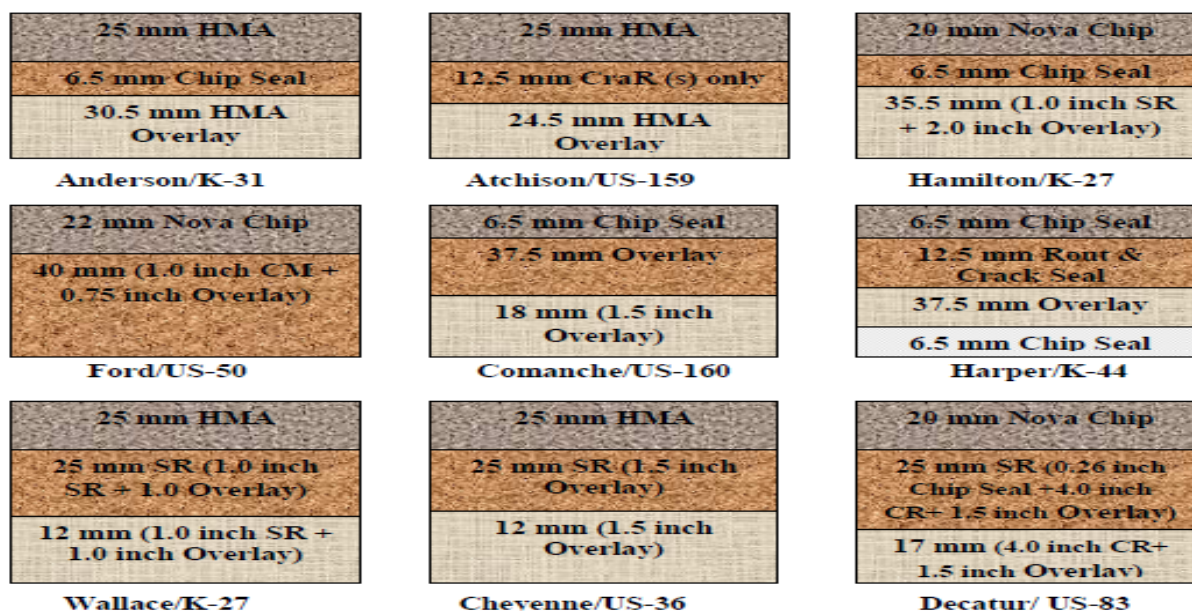 25 mm HMA
6.5 mm Chip Seal
30.5 mm HMA
Overlay
Anderson/K-31
25 mm HMA
12.5 mm CraR (s) only
24.5 mm HMA
Overlay
Atchison/US-159
20 mm Nova Chip
6.5 mm Chip Seal
35.5 mm (1.0 inch SR
+ 2.0 inch Overlay)
Hamilton/K-27
22 mm Nova Chip
40 mm (1.0 inch CM +
0.75 inch Overlay)
Ford/US-50
6.5 mm Chip Seal
37.5 mm Overlay
18 mm (1.5 inch
Overlay)
Comanche/US-160
6.5 mm Chip Seal
12.5 mm Rout &
Crack Seal
37.5 mm Overlay
6.5 mm Chip Seal
Harper/K-44
25 mm HMA
25 mm SR (1.0 inch
SR + 1.0 Overlay)
12 mm (1.0 inch SR +
1.0 inch Overlay)
Wallace/K-27
25 mm HMA
25 mm SR (1.5 inch
Overlay)
12 mm (1.5 inch
Overlay)
Cheyenne/US-36
20 mm Nova Chip
25 mm SR (0.26 inch
Chip Seal +4.0 inch
CR+ 1.5 inch Overlay)
17 mm (4.0 inch CR+
1.5 inch Overlay)
Decatur/ US-83